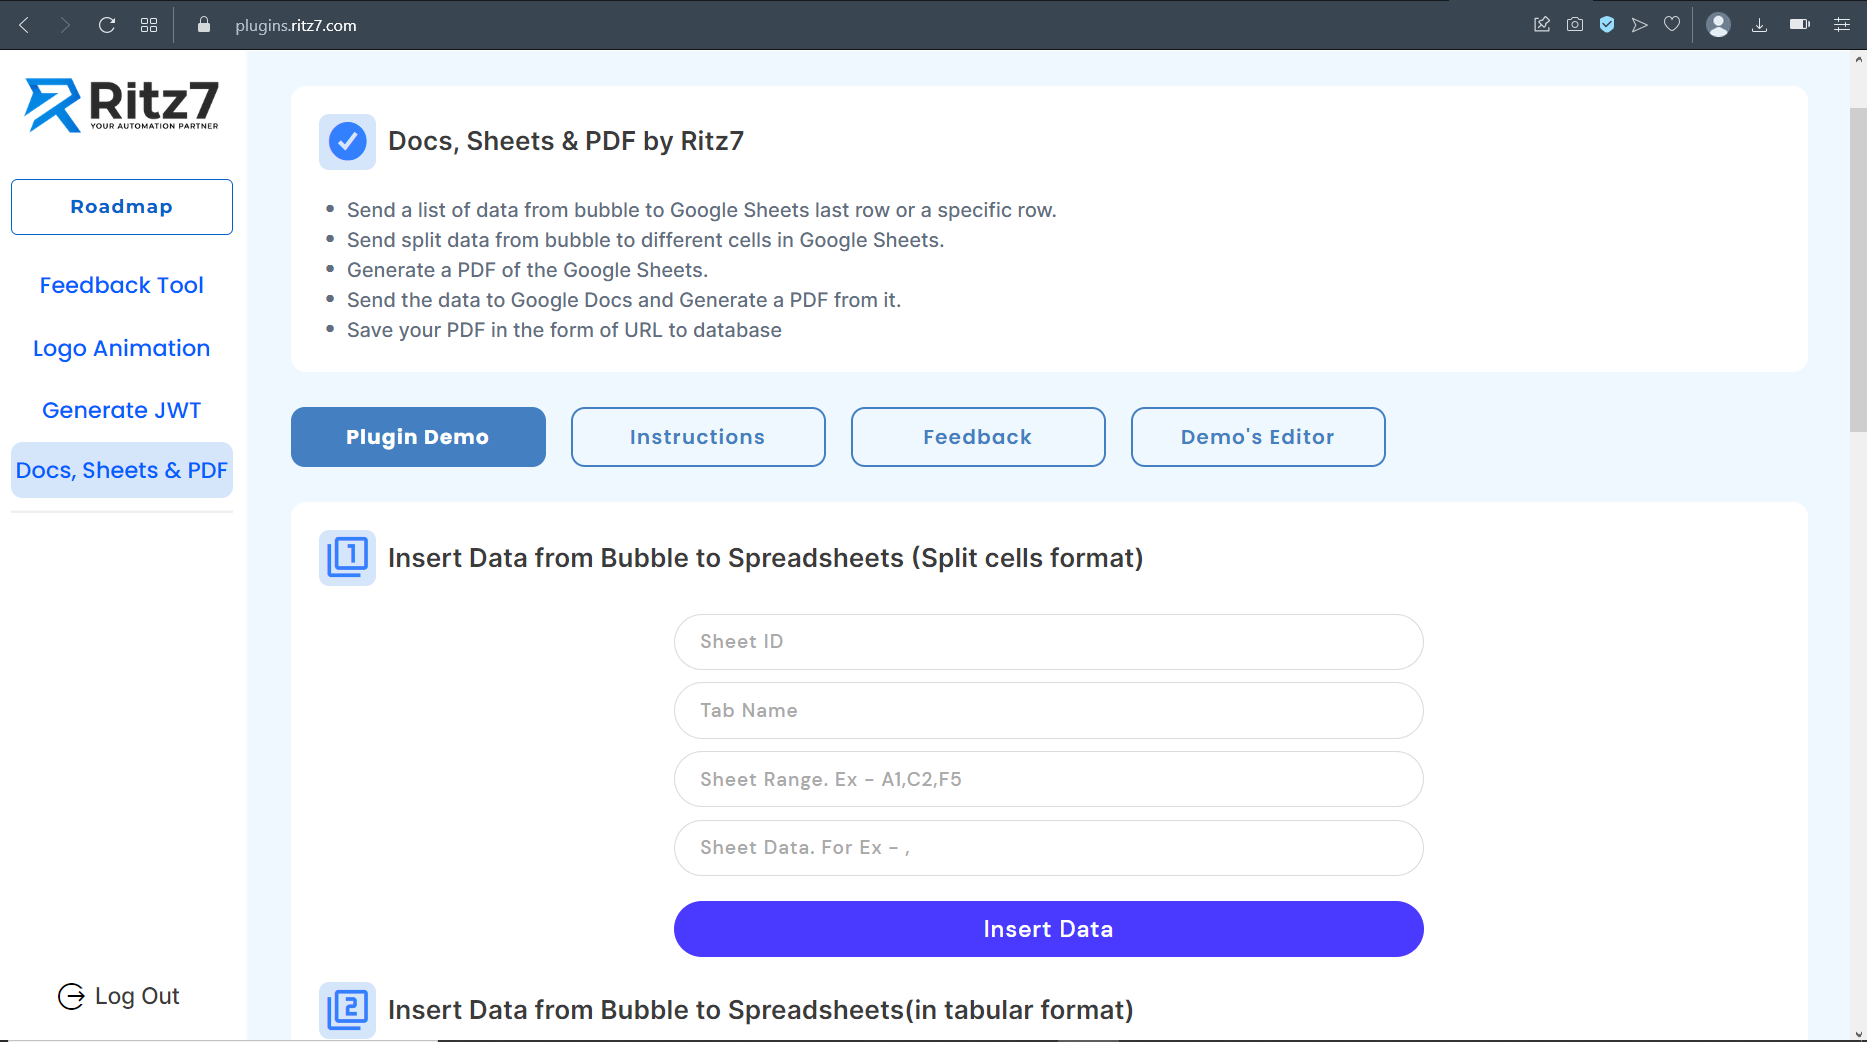 plugins.ritz7.com
Ritz7
YOUR AUTOMATION PARTNER
Roadmap
Feedback Tool
Logo Animation
Generate JWT
Docs, Sheets & PDF
Log Out
Docs, Sheets & PDF by Ritz7
Send a list of data from bubble to Google Sheets last row or a specific row.
Send split data from bubble to different cells in Google Sheets.
Generate a PDF of the Google Sheets.
Send the data to Google Docs and Generate a PDF from it.
Save your PDF in the form of URL to database
Plugin Demo
Instructions
Feedback
Demo's Editor
1
Insert Data from Bubble to Spreadsheets (Split cells format)
Sheet ID
Tab Name
Sheet Range. Ex - A1,C2,F5
Sheet Data. For Ex - ,
Insert Data
2
Insert Data from Bubble to Spreadsheets(in tabular format)